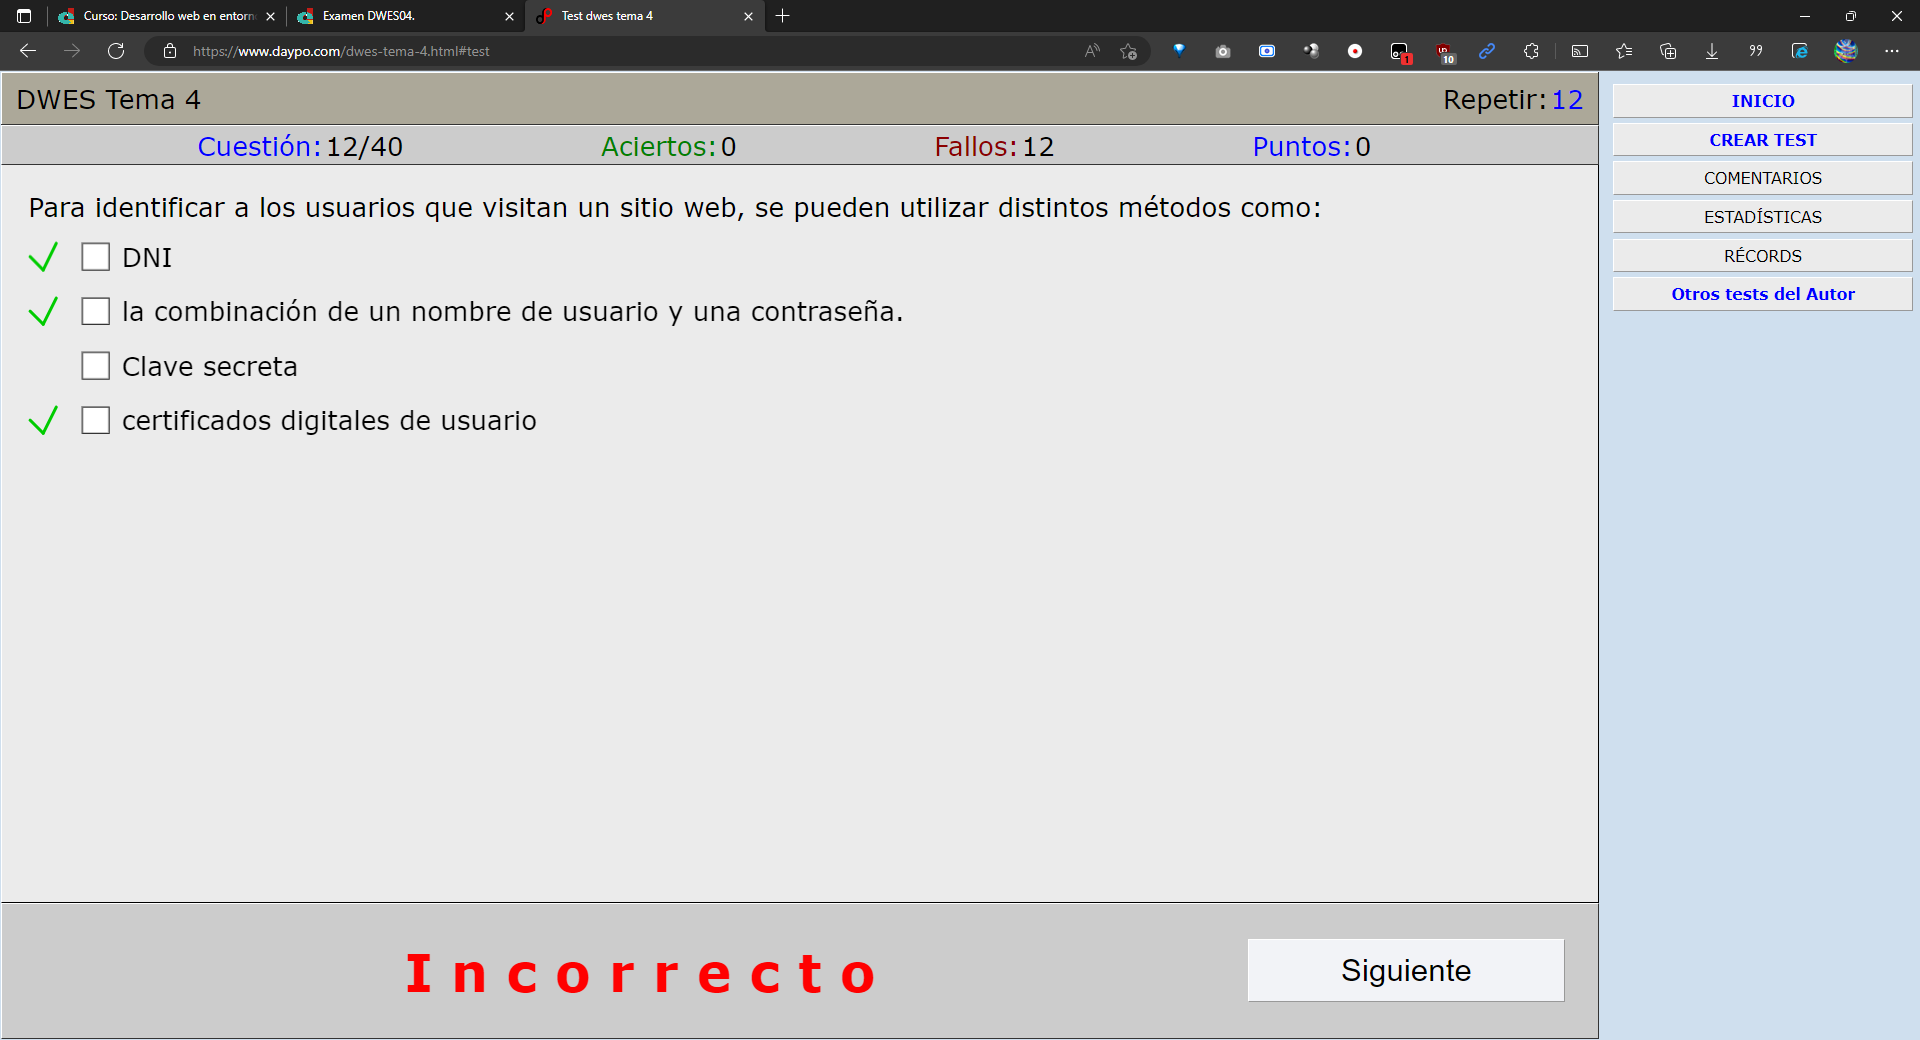 Curso: Desarrollo web en entorn
Examen DWES04.
Test dwes tema 4
https://www.daypo.com/dwes-tema-4.html#test
1
10
DWES Tema 4
Repetir: 12
Cuestión: 12/40
Aciertos: 0
Fallos: 12
Puntos: 0
Para identificar a los usuarios que visitan un sitio web, se pueden utilizar distintos métodos como:
DNI
la combinación de un nombre de usuario y una contraseña.
Clave secreta
certificados digitales de usuario
Incorrecto
Siguiente
INICIO
CREAR TEST
COMENTARIOS
ESTADÍSTICAS
RÉCORDS
Otros tests del Autor